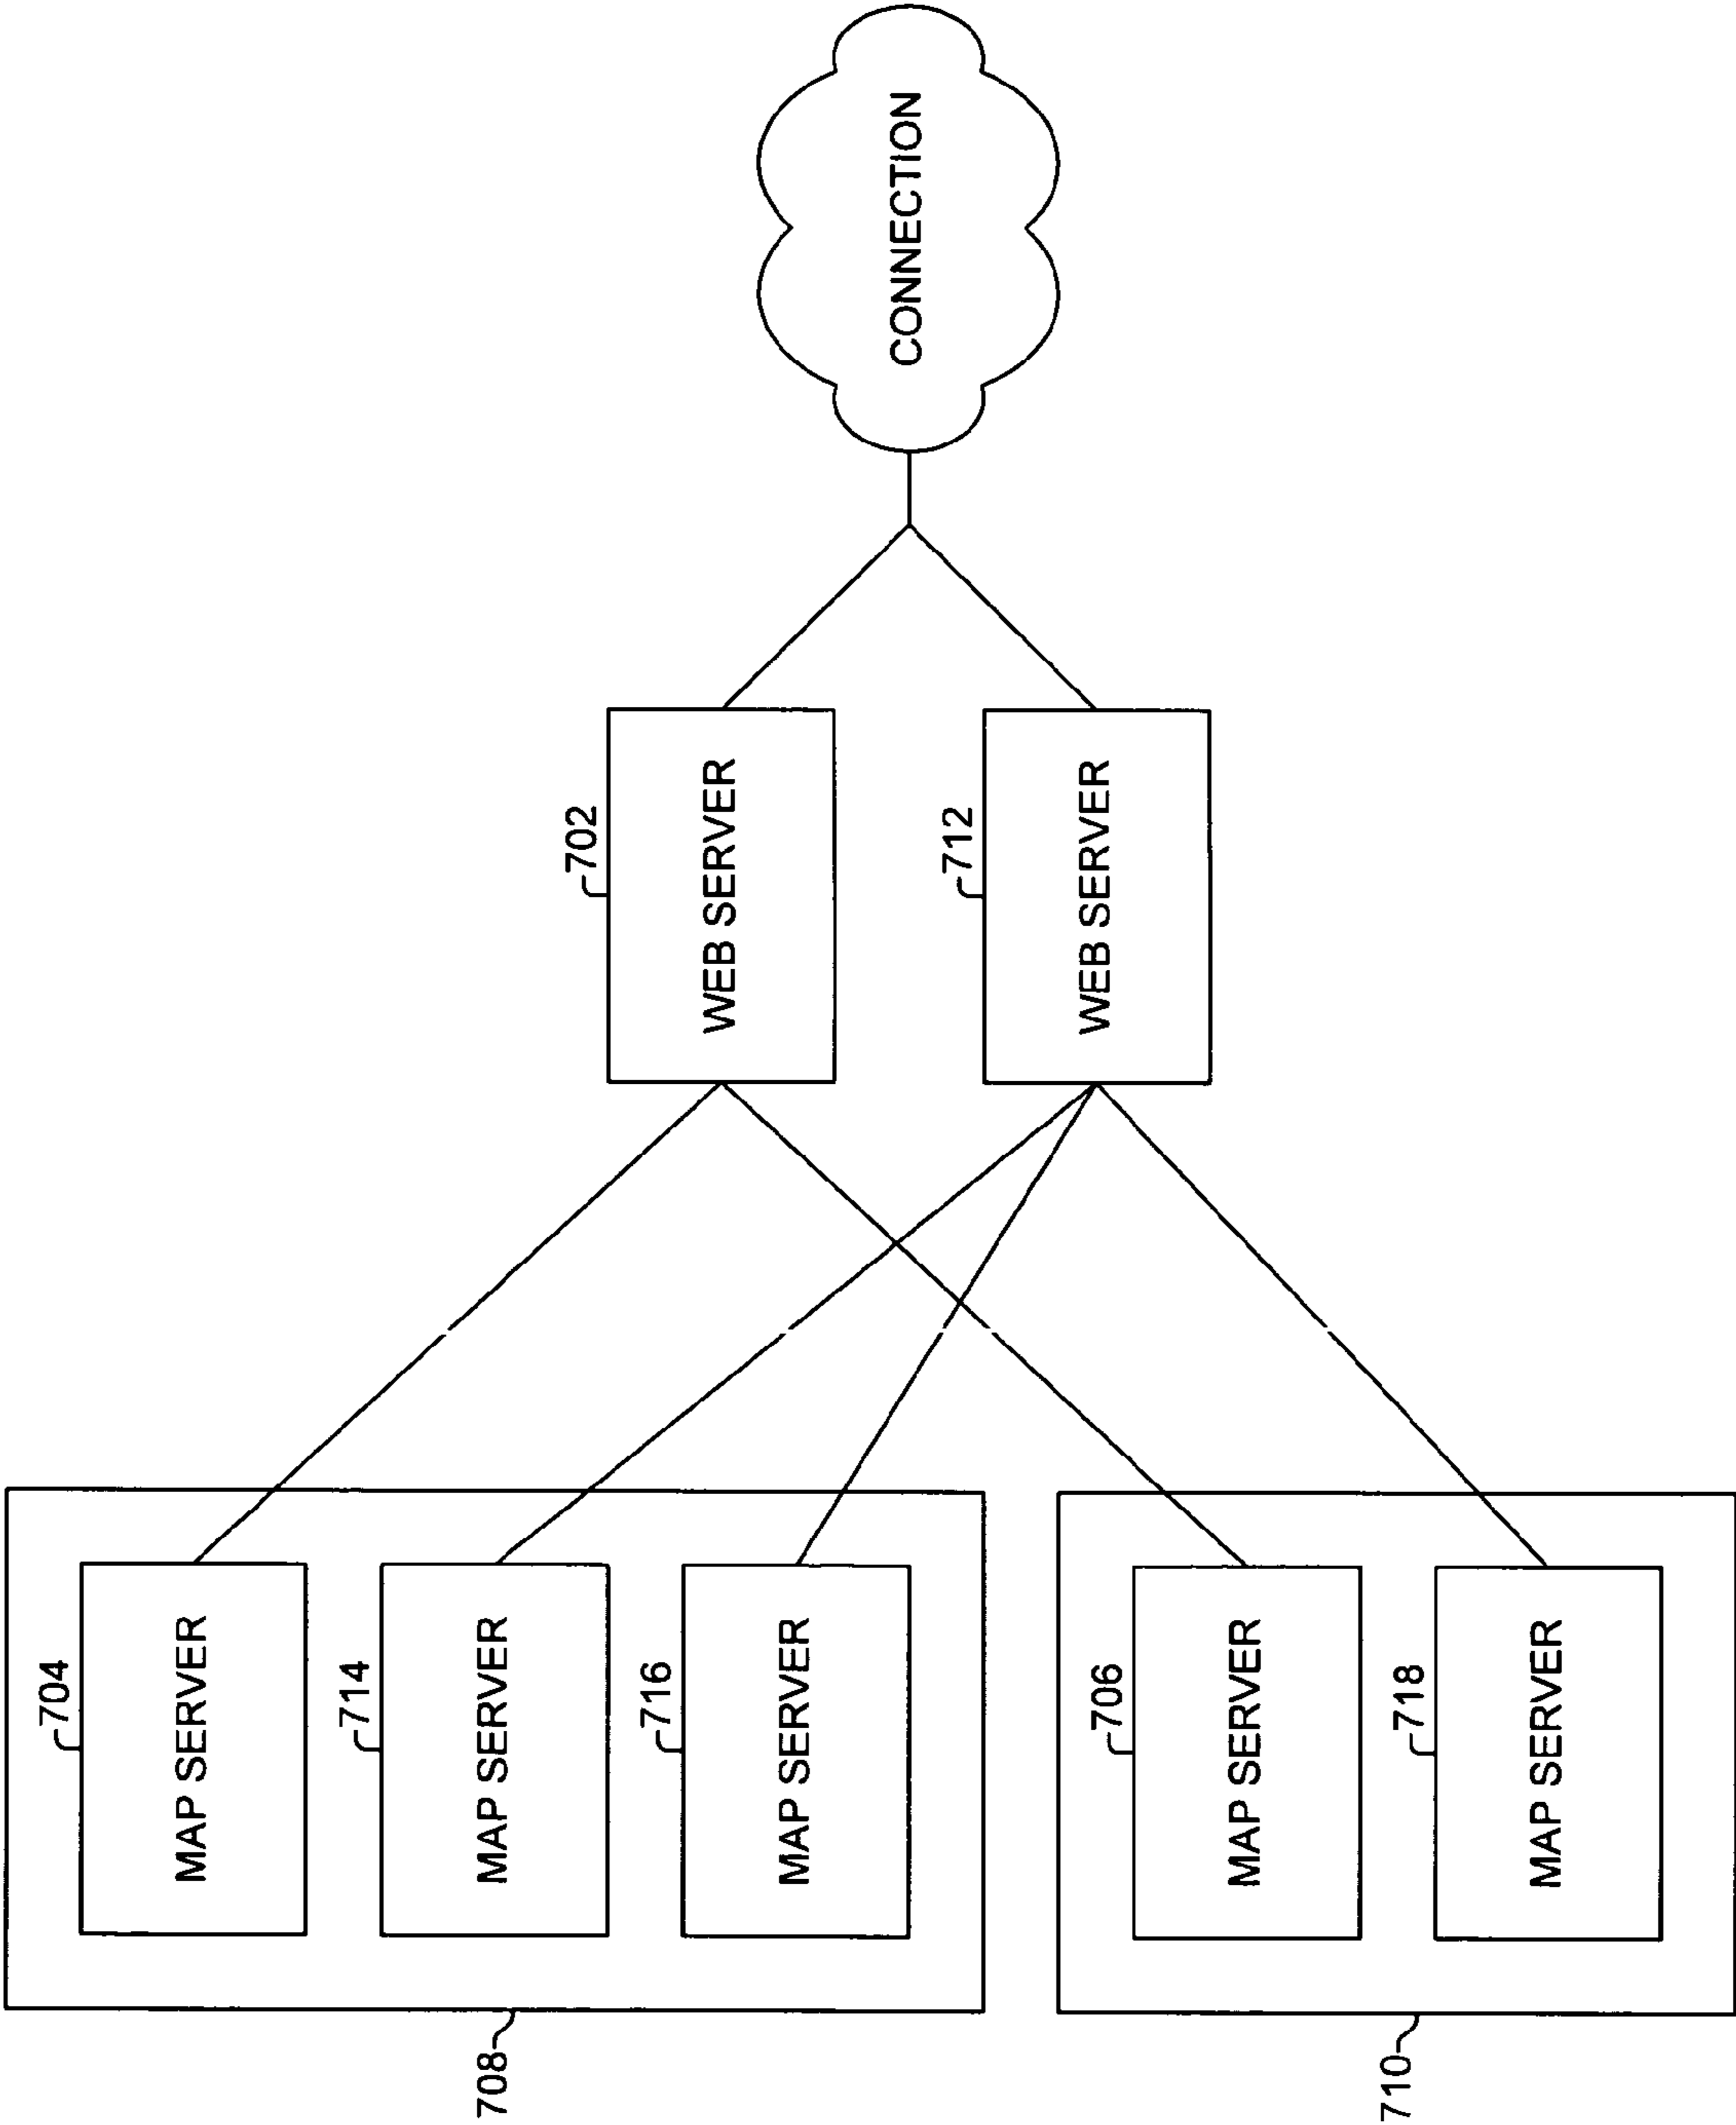 CONNECTION
702
WEB SERVER
712
WEB SERVER
704
MAP SERVER
714
MAP SERVER
716
MAP SERVER
706
MAP SERVER
718
MAP SERVER
708
710